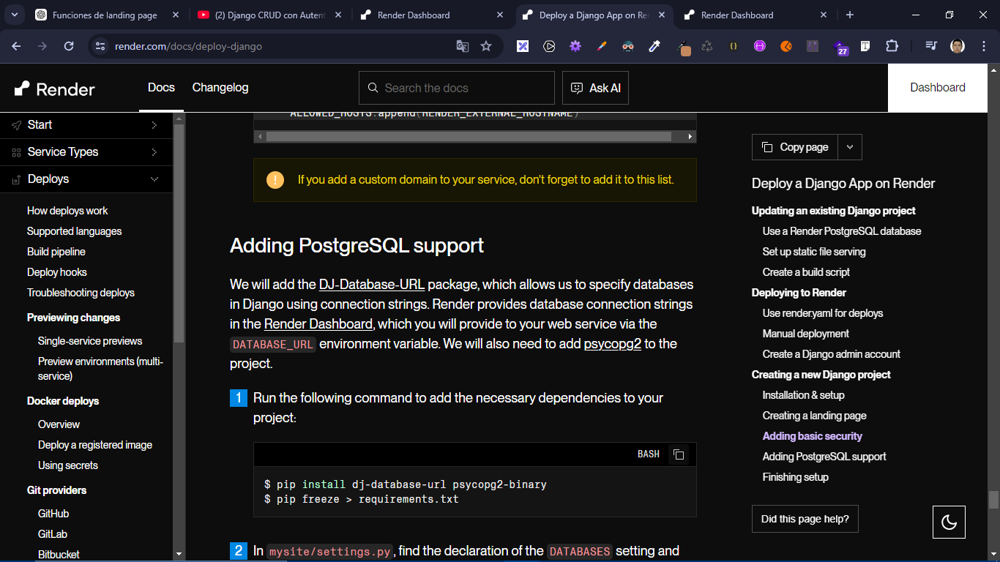 Funciones de landing page
(2) Django CRUD con Autent
Render Dashboard
Deploy a Django App on Ren
Render Dashboard
render.com/docs/deploy-django
27
Render
Docs
Changelog
Search the docs
Ask AI
Dashboard
Start
Service Types
Deploys
How deploys work
Supported languages
Build pipeline
Deploy hooks
Troubleshooting deploys
Previewing changes
Single-service previews
Preview environments (multi-
service)
Docker deploys
Overview
Deploy a registered image
Using secrets
Git providers
GitHub
GitLab
Bitbucket
ALLOWED_HOSTS.append(RENDER_EXTERNAL_HOSTNAME)
If you add a custom domain to your service, don't forget to add it to this list.
Adding PostgreSQL support
We will add the DJ-Database-URL package, which allows us to specify databases
in Django using connection strings. Render provides database connection strings
in the Render Dashboard, which you will provide to your web service via the
DATABASE_URL environment variable. We will also need to add psycopg2 to the
project.
1 Run the following command to add the necessary dependencies to your
project:
BASH
$ pip install dj-database-url psycopg2-binary
$ pip freeze > requirements.txt
2 In mysite/settings.py, find the declaration of the DATABASES setting and
Copy page
Deploy a Django App on Render
Updating an existing Django project
Use a Render PostgreSQL database
Set up static file serving
Create a build script
Deploying to Render
Use render.yaml for deploys
Manual deployment
Create a Django admin account
Creating a new Django project
Installation & setup
Creating a landing page
Adding basic security
Adding PostgreSQL support
Finishing setup
Did this page help?